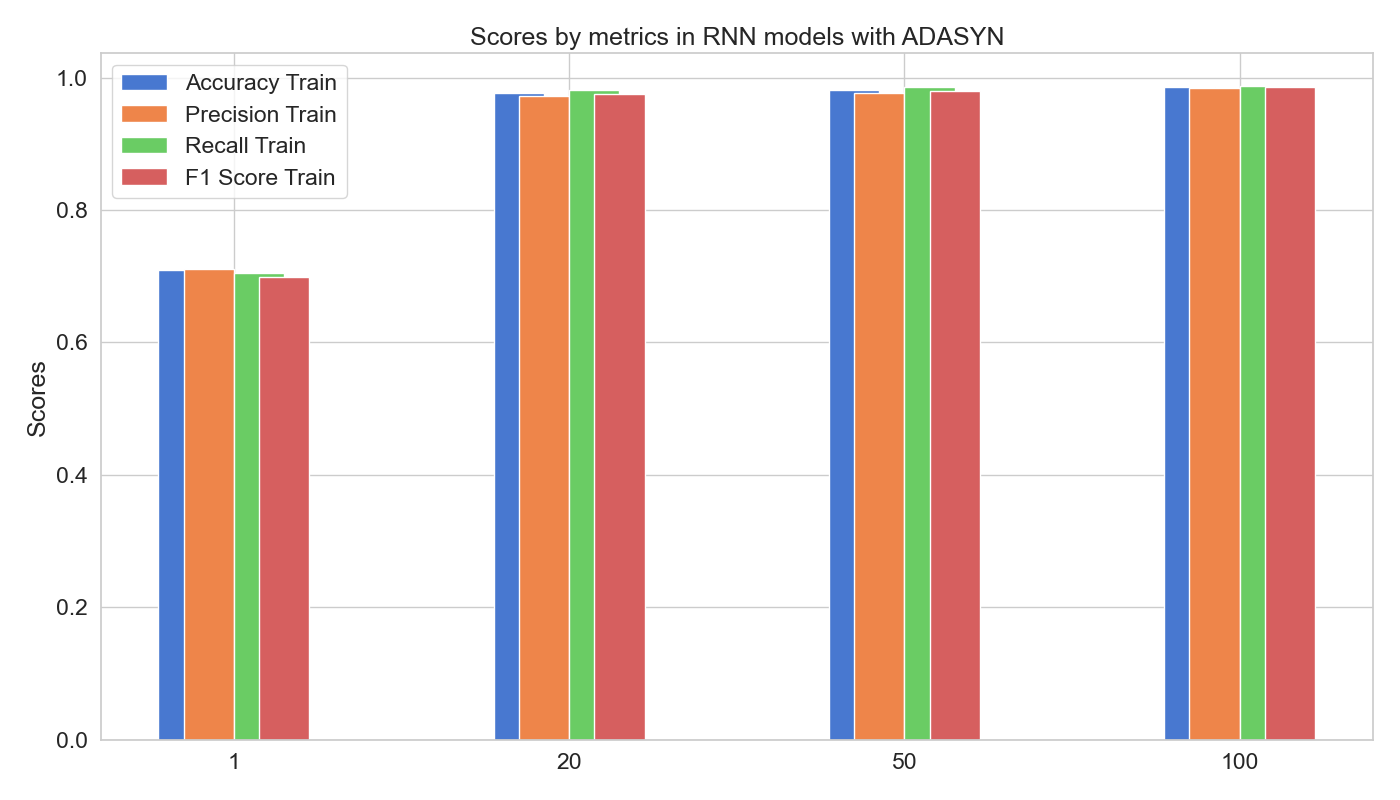 Scores by metrics in RNN models with ADASYN
Accuracy Train
Precision Train
Recall Train
F1 Score Train
Scores
1.0
0.8
0.6
0.4
0.2
0.0
1
20
50
100